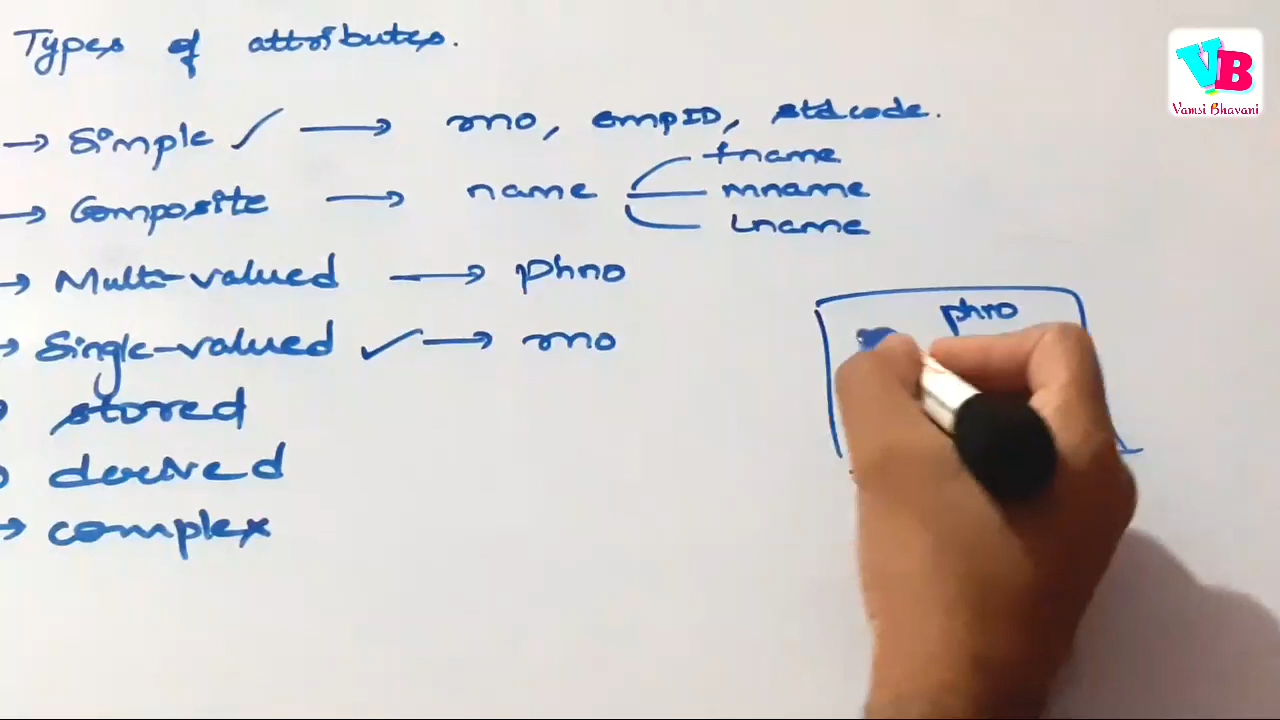 Types of attributes.
→ Simple ✓ → rno, empID, stdcode.
→ Composite → name fname
mname
Lname
→ Multi-valued → phno
→ Single-valued ✓ → rno
stored
derived
→ complex
phno
VB
Vamsi Bhavani